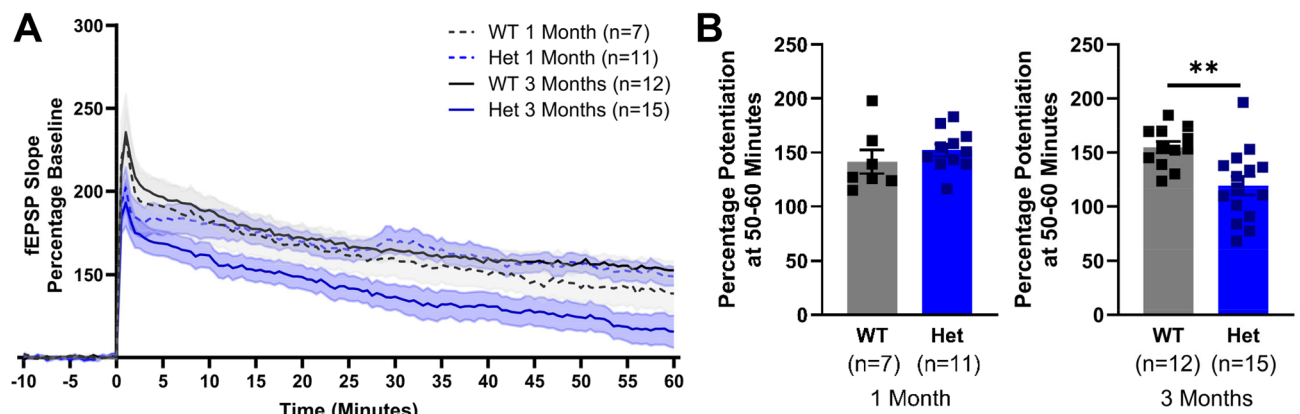 A
300
250
200
150
fEPSP Slope
Percentage Baseline
WT 1 Month (n=7)
Het 1 Month (n=11)
WT 3 Months (n=12)
Het 3 Months (n=15)
-10 -5 0 5 10 15 20 25 30 35 40 45 50 55 60
Time (Minutes)
B
Percentage Potentiation
at 50-60 Minutes
250
200
150
100
50
0
WT Het
(n=7) (n=11)
1 Month
Percentage Potentiation
at 50-60 Minutes
250
200
150
100
50
0
**
WT Het
(n=12) (n=15)
3 Months